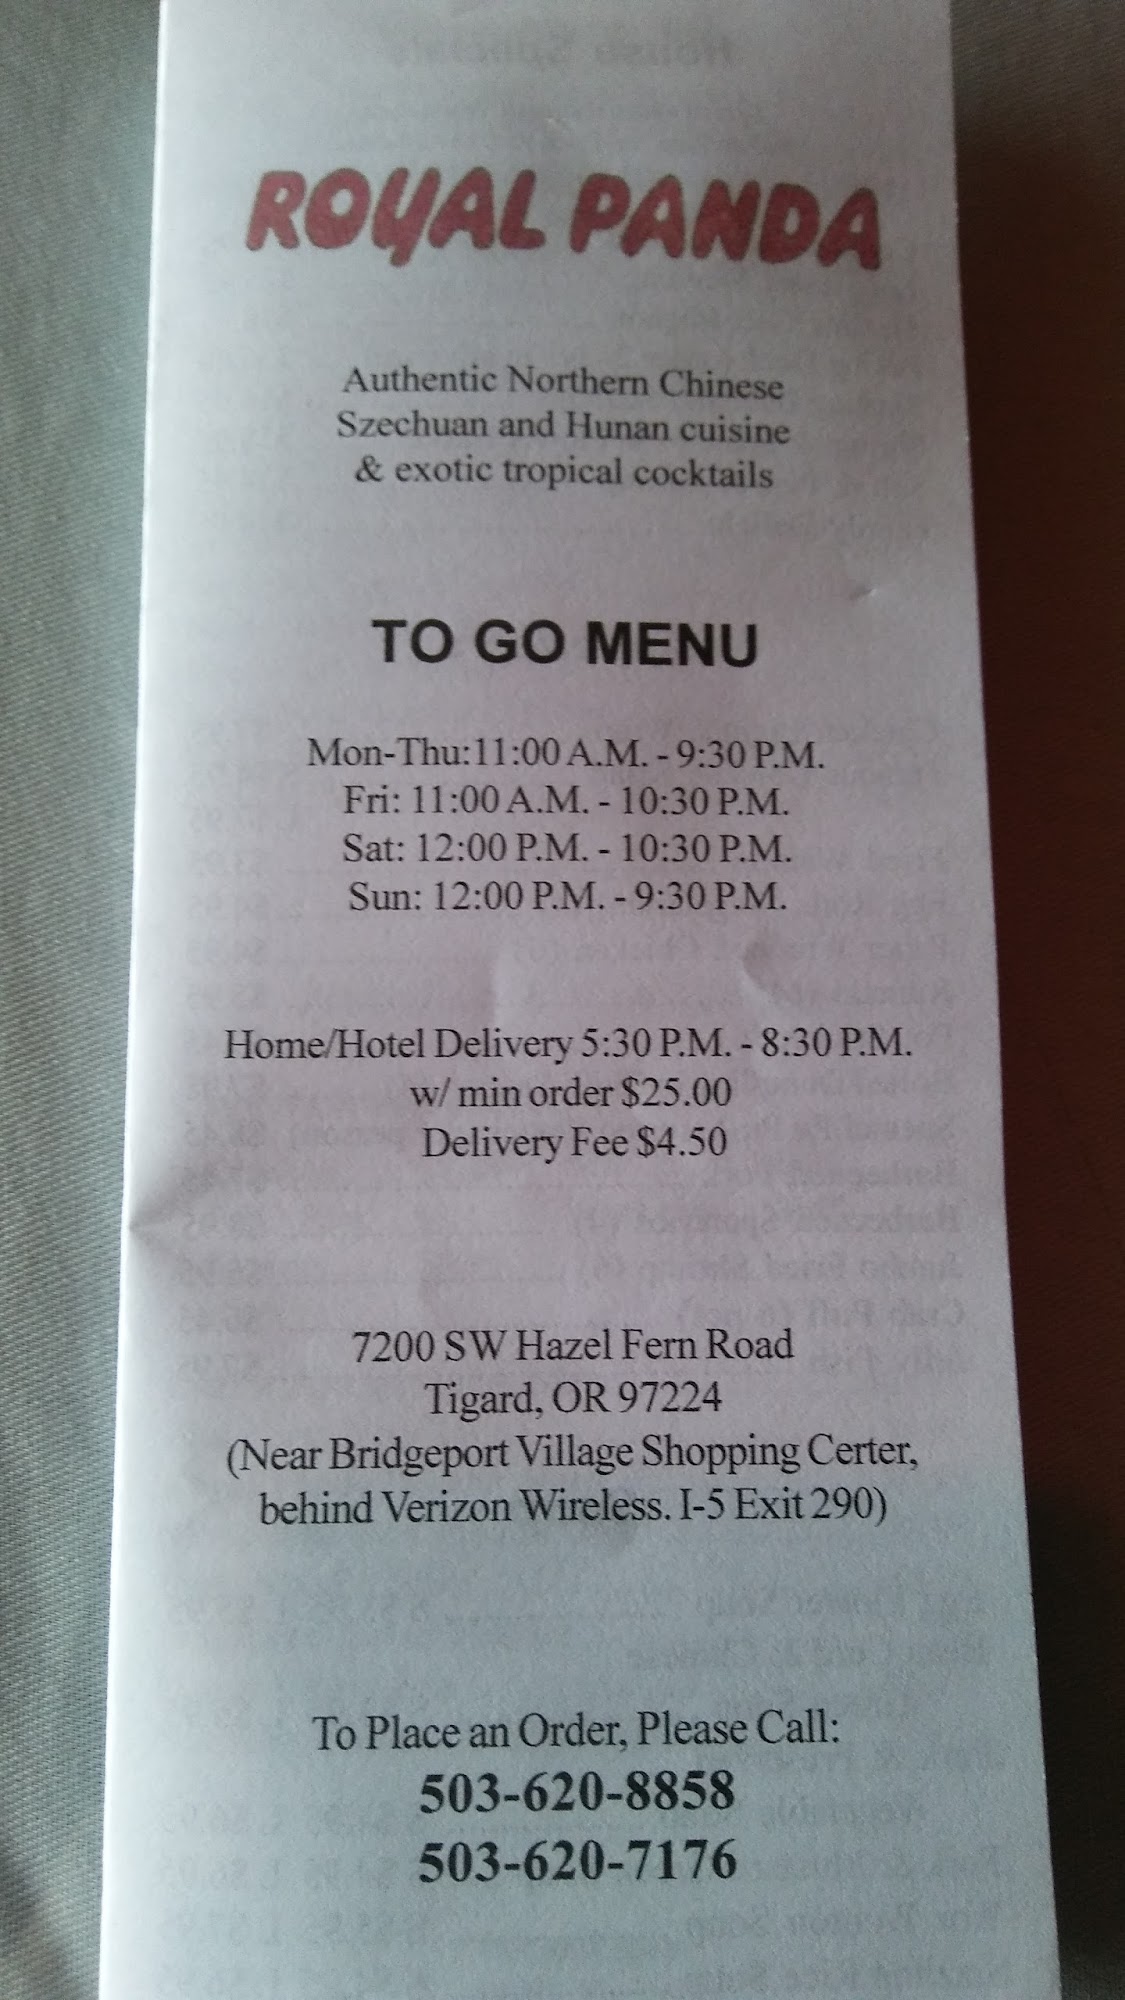 ROYAL PANDA
Authentic Northern Chinese
Szechuan and Hunan cuisine
& exotic tropical cocktails
TO GO MENU
Mon-Thu:11:00 A.M. - 9:30 P.M.
Fri: 11:00 A.M. - 10:30 P.M.
Sat: 12:00 P.M. - 10:30 P.M.
Sun: 12:00 P.M. - 9:30 P.M.
Home/Hotel Delivery 5:30 P.M. - 8:30 P.M.
w/ min order $25.00
Delivery Fee $4.50
7200 SW Hazel Fern Road
Tigard, OR 97224
(Near Bridgeport Village Shopping Certer,
behind Verizon Wireless. I-5 Exit 290)
To Place an Order, Please Call:
503-620-8858
503-620-7176